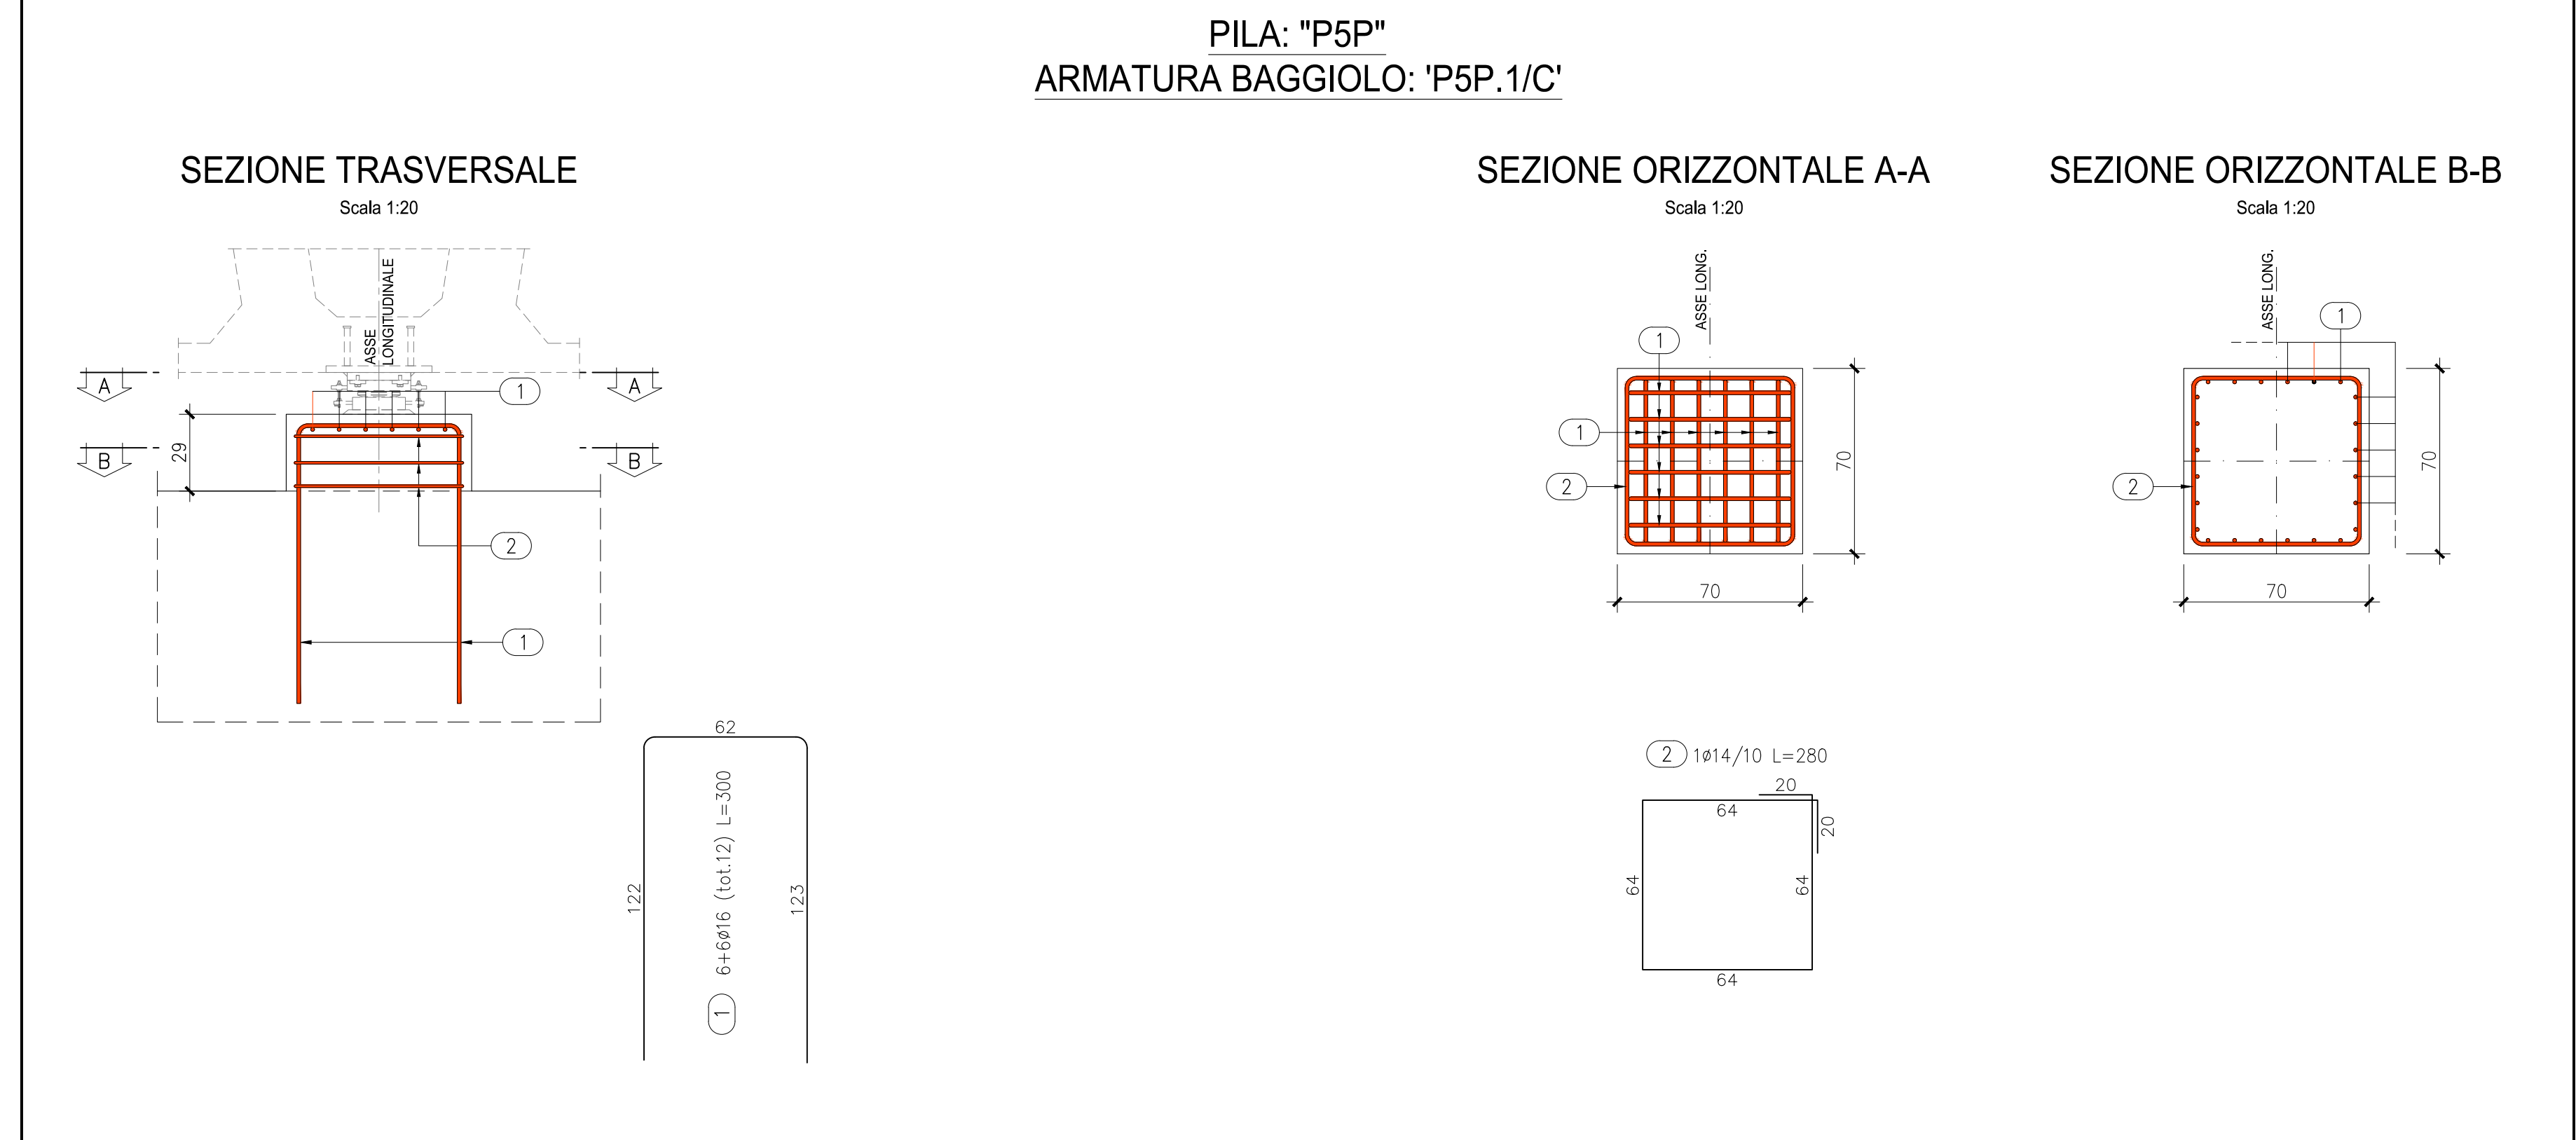 PILA: "P5P"
ARMATURA BAGGIOLO: 'P5P.1/C'
SEZIONE TRASVERSALE
Scala 1:20
ASSE
LONGITUDINALE
A
A
1
29
B
B
2
1
62
122
1 6+6ø16 (tot.12) L=300
123
SEZIONE ORIZZONTALE A-A
Scala 1:20
ASSE LONG.
1
1
2
70
70
2 1ø14/10 L=280
20
64
20
64
64
64
SEZIONE ORIZZONTALE B-B
Scala 1:20
ASSE LONG.
1
2
70
70